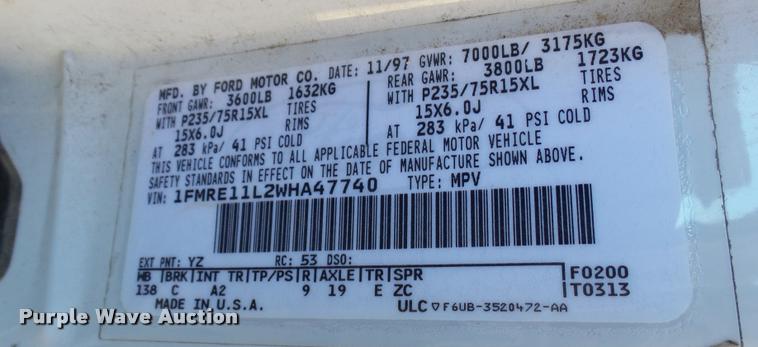 MFD. BY FORD MOTOR CO. DATE: 11/97 GVWR: 7000LB/ 3175KG
FRONT GAWR: 3600LB 1632KG
WITH P235/75R15XL TIRES
15X6.0J RIMS
AT 283 kPa/ 41 PSI COLD
REAR GAWR: 3800LB 1723KG
WITH P235/75R15XL TIRES
15X6.0J RIMS
AT 283 kPa/ 41 PSI COLD
THIS VEHICLE CONFORMS TO ALL APPLICABLE FEDERAL MOTOR VEHICLE
SAFETY STANDARDS IN EFFECT ON THE DATE OF MANUFACTURE SHOWN ABOVE.
VIN: 1FMRE11L2WHA47740 TYPE: MPV
EXT PNT: YZ RC: 53 DSO:
WB | BRK | INT TR | TP/PS | R | AXLE | TR | SPR F0200
138 C A2 9 19 E ZC T0313
MADE IN U.S.A. ULC ▽F6UB-3520472-AA
Purple Wave Auction